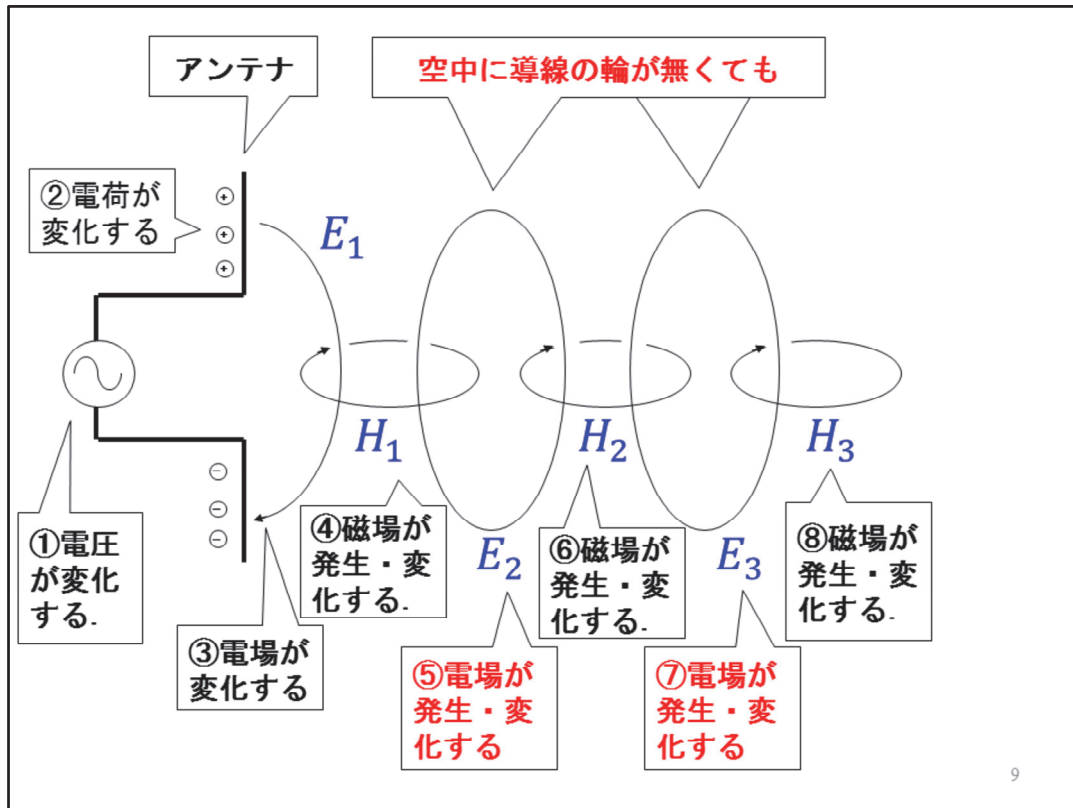 アンテナ
空中に導線の輪が無くても
②電荷が
変化する
+
+
+
E₁
H₁
H₂
H₃
−
−
−
①電圧
が変化
する.
③電場が
変化する
④磁場が
発生・変
化する.
E₂
⑤電場が
発生・変
化する
⑥磁場が
発生・変
化する.
E₃
⑦電場が
発生・変
化する
⑧磁場が
発生・変
化する.
9